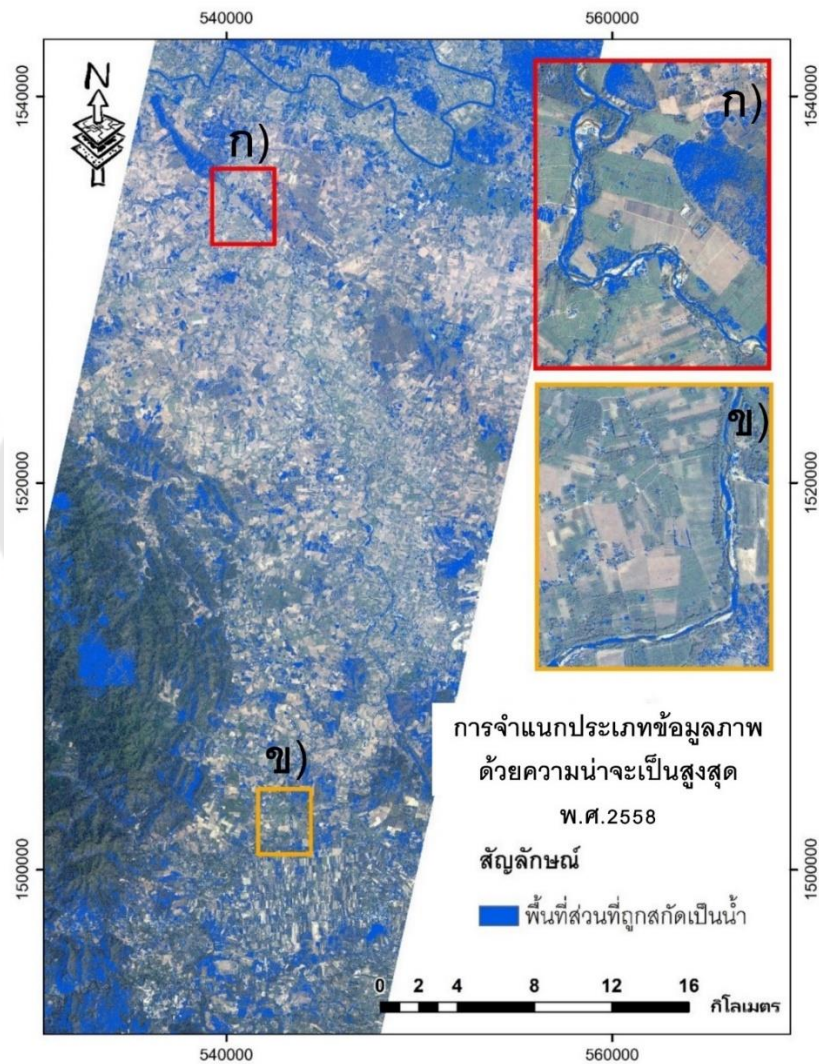 540000 560000
1540000 1540000
N
ก)
ก)
ข)
1520000 1520000
ข)
การจำแนกประเภทข้อมูลภาพ
ด้วยความน่าจะเป็นสูงสุด
พ.ศ.2558
สัญลักษณ์
พื้นที่ส่วนที่ถูกสกัดเป็นน้ำ
1500000 1500000
0 2 4 8 12 16
กิโลเมตร
540000 560000